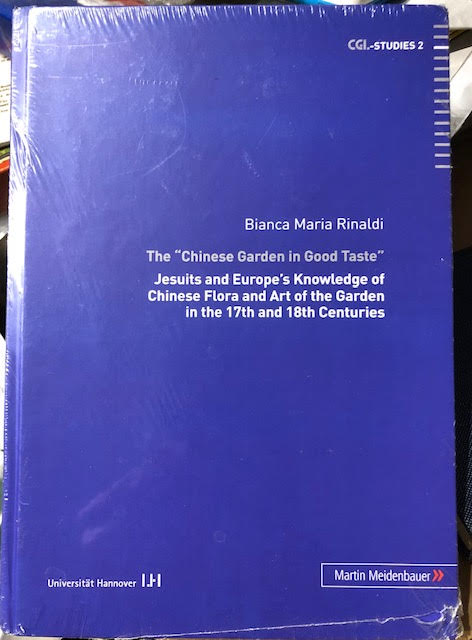 CGL-STUDIES 2
Bianca Maria Rinaldi
The “Chinese Garden in Good Taste”
Jesuits and Europe’s Knowledge of
Chinese Flora and Art of the Garden
in the 17th and 18th Centuries
Universität Hannover
Martin Meidenbauer »